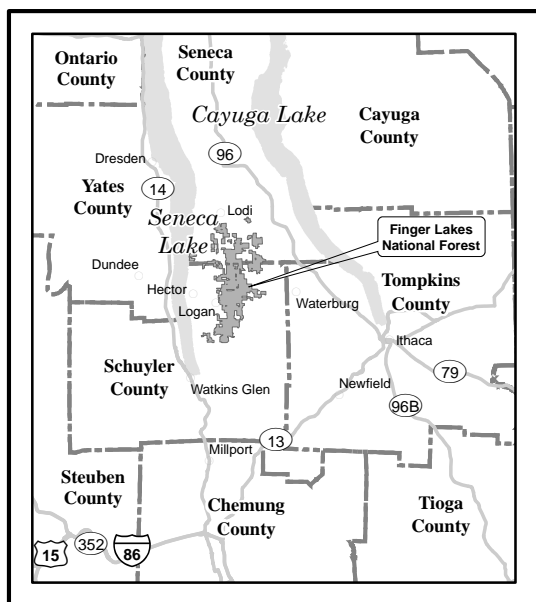 Ontario
County
Seneca
County
Cayuga Lake
Cayuga
County
Dresden
96
14
Yates
County
Seneca
Lake
Lodi
Finger Lakes
National Forest
Dundee
Hector
Logan
Waterburg
Tompkins
County
Ithaca
Schuyler
County
Watkins Glen
Newfield
79
96B
Millport
13
Steuben
County
Chemung
County
Tioga
County
15
352
86